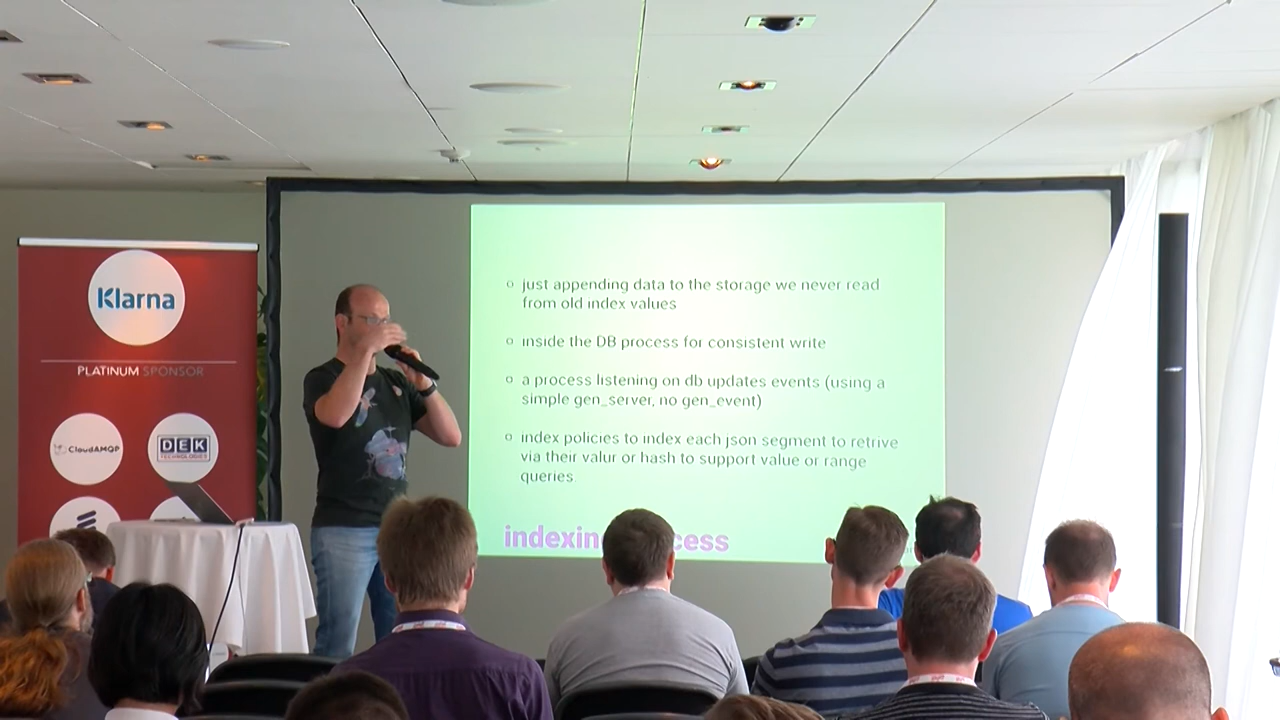 Klarna
PLATINUM SPONSOR
CloudAMQP
DEK
TECHNOLOGIES
just appending data to the storage we never read
from old index values
inside the DB process for consistent write
a process listening on db updates events (using a
simple gen_server, no gen_event)
index policies to index each json segment to retrive
via their valur or hash to support value or range
queries.